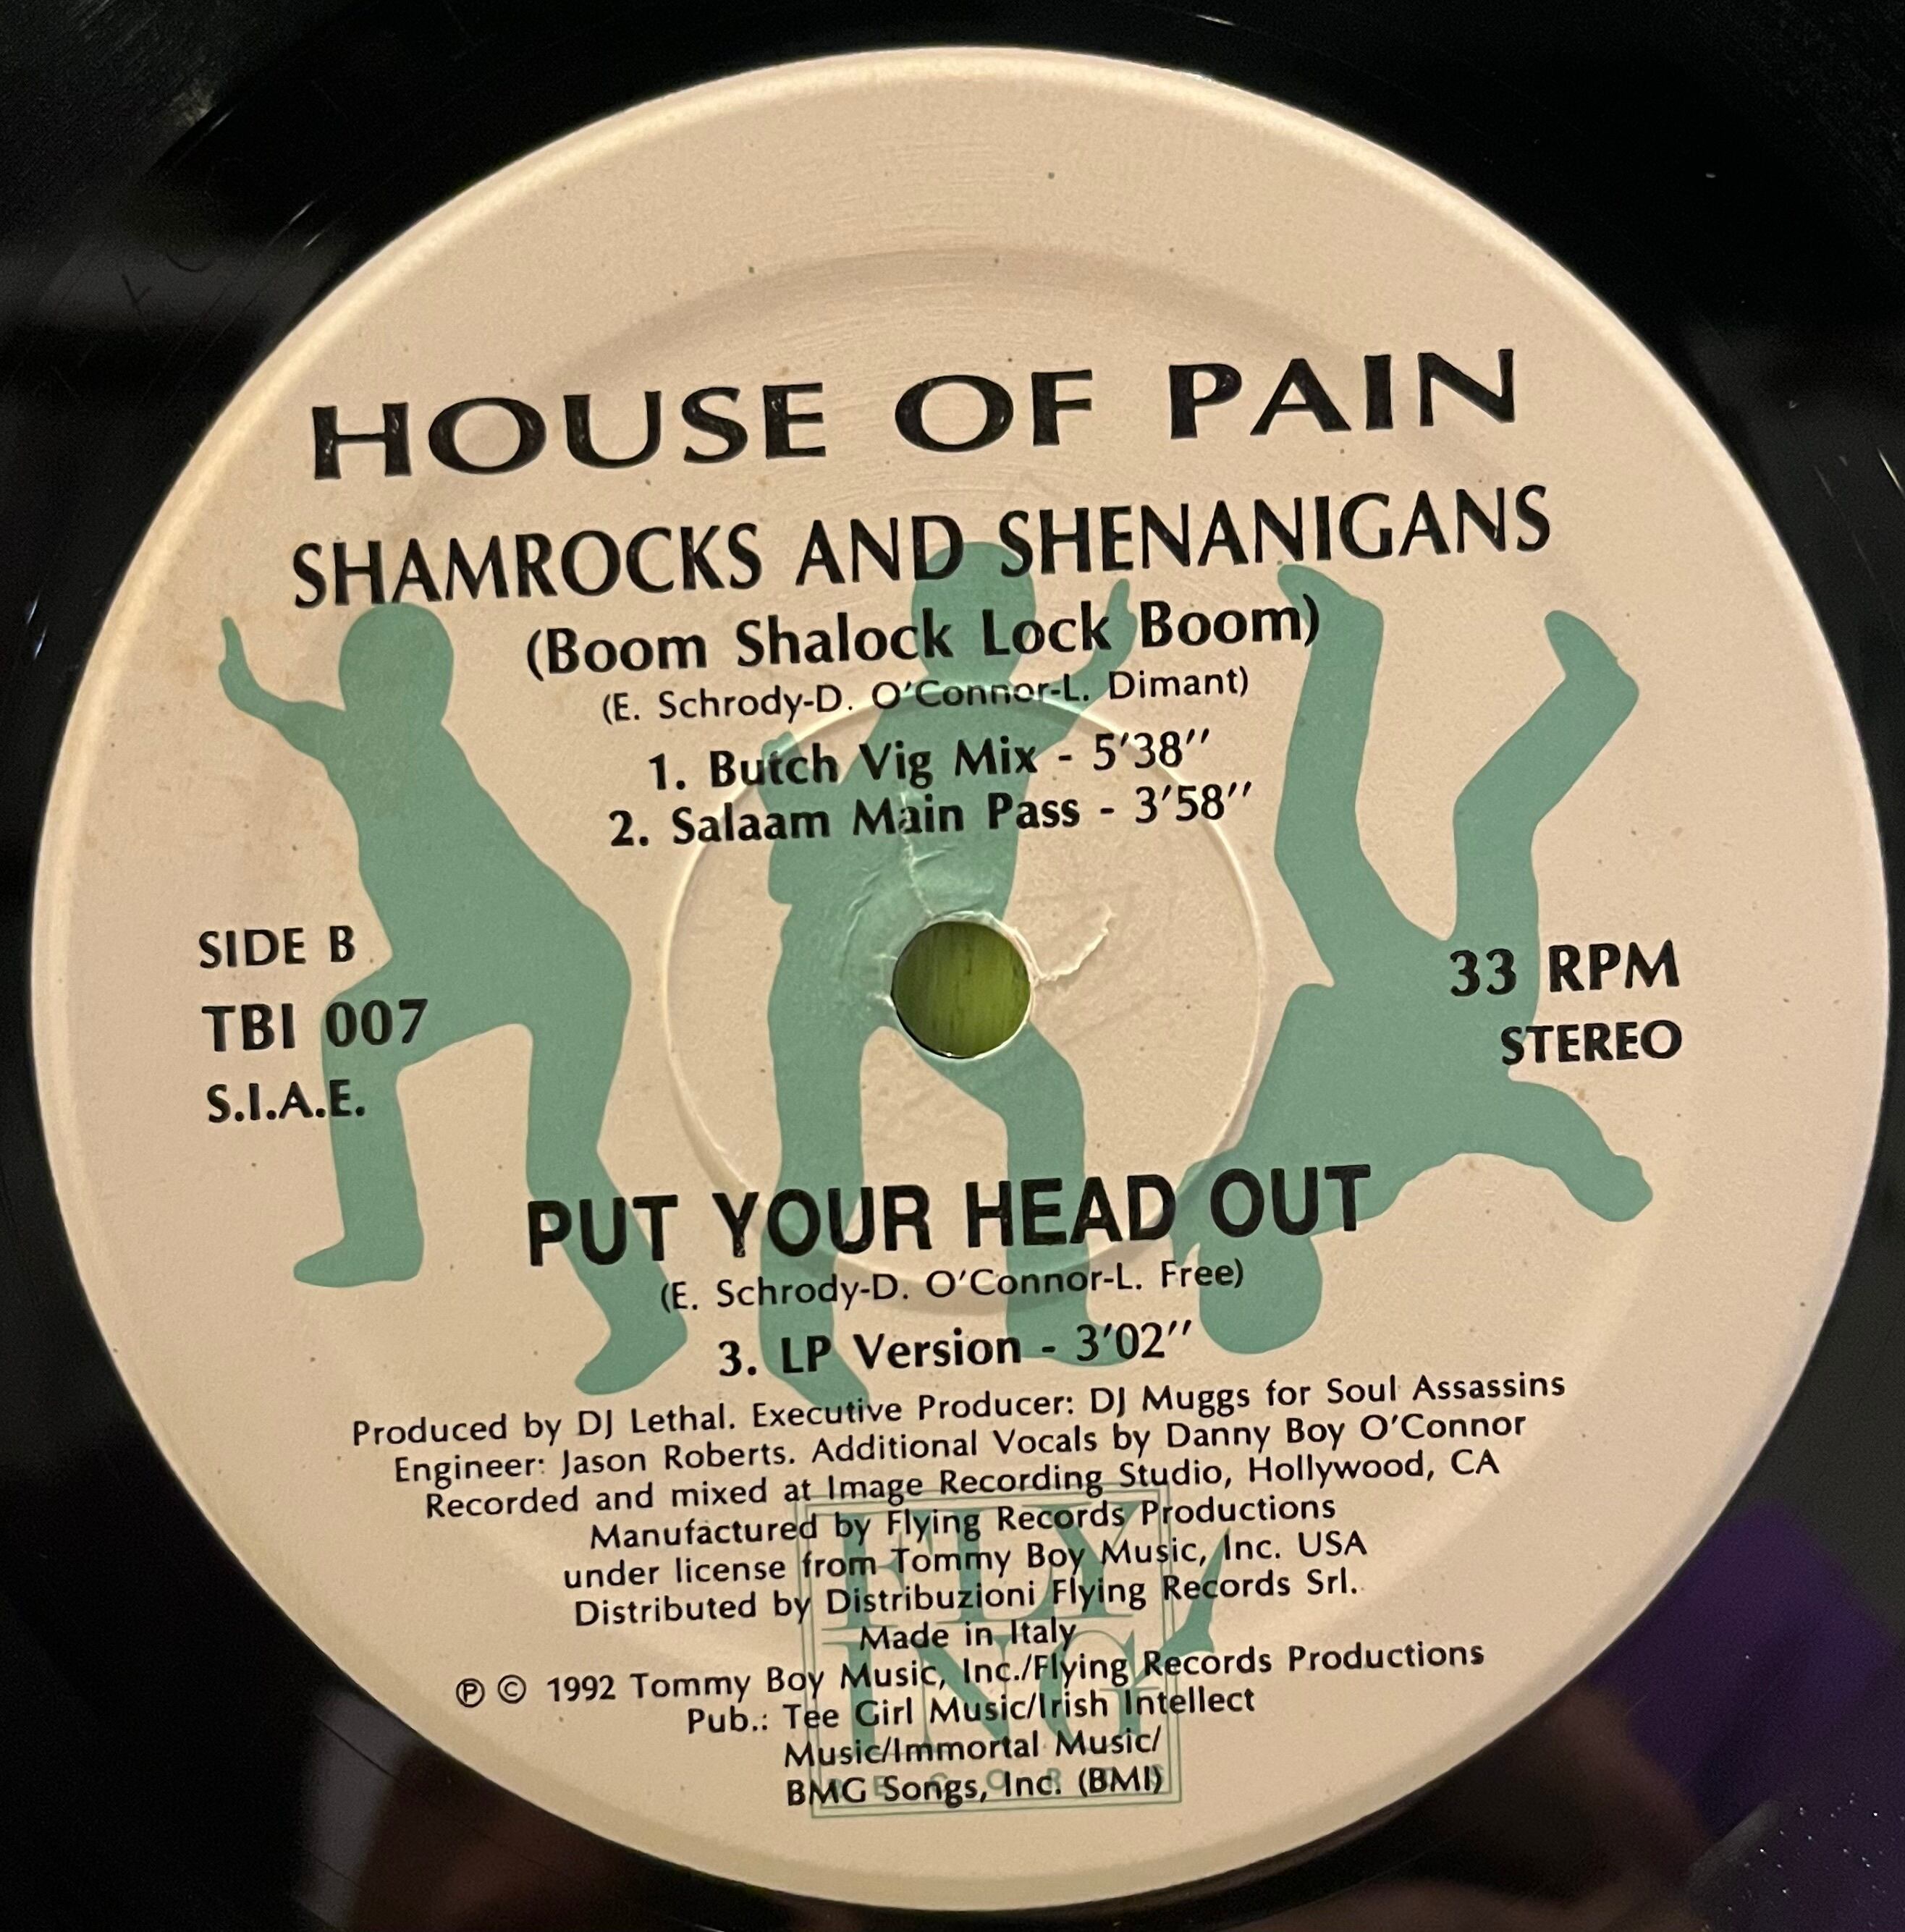 HOUSE OF PAIN
SHAMROCKS AND SHENANIGANS
(Boom Shalock Lock Boom)
(E. Schrody-D. O'Connor-L. Dimant)
1. Butch Vig Mix - 5'38''
2. Salaam Main Pass - 3'58''
SIDE B
TBI 007
S.I.A.E.
33 RPM
STEREO
PUT YOUR HEAD OUT
(E. Schrody-D. O'Connor-L. Free)
3. LP Version - 3'02''
Produced by DJ Lethal. Executive Producer: DJ Muggs for Soul Assassins
Engineer: Jason Roberts. Additional Vocals by Danny Boy O'Connor
Recorded and mixed at Image Recording Studio, Hollywood, CA
Manufactured by Flying Records Productions
under license from Tommy Boy Music, Inc. USA
Distributed by Distribuzioni Flying Records Srl.
Made in Italy
℗ © 1992 Tommy Boy Music, Inc./Flying Records Productions
Pub.: Tee Girl Music/Irish Intellect
Music/Immortal Music/
BMG Songs, Inc. (BMI)
FLY
ING
RECORDS